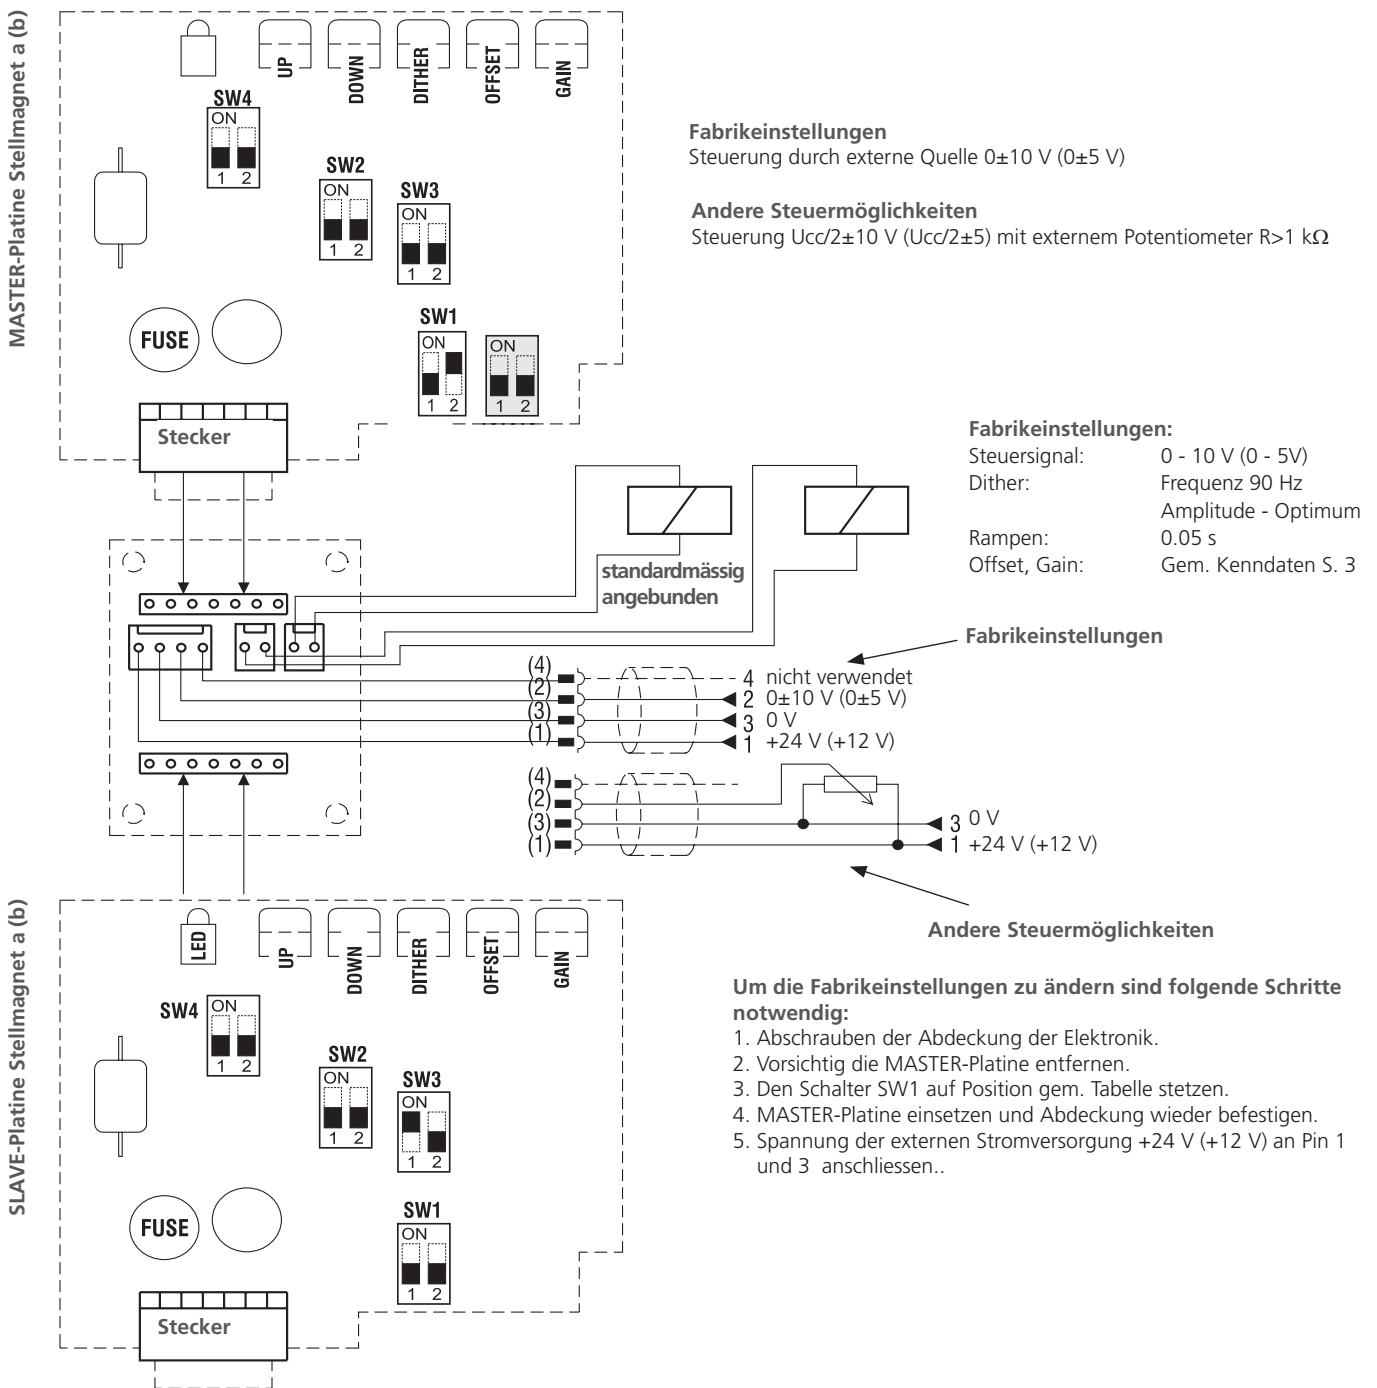 MASTER-Platine Stellmagnet a (b)
UP
DOWN
DITHER
OFFSET
GAIN
SW4
ON
1 2
SW2
ON
1 2
SW3
ON
1 2
SW1
ON
1 2
ON
1 2
FUSE
Stecker
Fabrikeinstellungen
Steuerung durch externe Quelle 0±10 V (0±5 V)
Andere Steuermöglichkeiten
Steuerung Ucc/2±10 V (Ucc/2±5) mit externem Potentiometer R>1 kΩ
Fabrikeinstellungen:
Steuersignal: 0 - 10 V (0 - 5V)
Dither: Frequenz 90 Hz
Amplitude - Optimum
Rampen: 0.05 s
Offset, Gain: Gem. Kenndaten S. 3
standardmässig
angebunden
Fabrikeinstellungen
(4) 4 nicht verwendet
(2) 2 0±10 V (0±5 V)
(3) 3 0 V
(1) 1 +24 V (+12 V)
(4)
(2)
(3) 3 0 V
(1) 1 +24 V (+12 V)
Andere Steuermöglichkeiten
SLAVE-Platine Stellmagnet a (b)
LED
UP
DOWN
DITHER
OFFSET
GAIN
SW4
ON
1 2
SW2
ON
1 2
SW3
ON
1 2
SW1
ON
1 2
FUSE
Stecker
Um die Fabrikeinstellungen zu ändern sind folgende Schritte
notwendig:
1. Abschrauben der Abdeckung der Elektronik.
2. Vorsichtig die MASTER-Platine entfernen.
3. Den Schalter SW1 auf Position gem. Tabelle stetzen.
4. MASTER-Platine einsetzen und Abdeckung wieder befestigen.
5. Spannung der externen Stromversorgung +24 V (+12 V) an Pin 1
und 3 anschliessen..